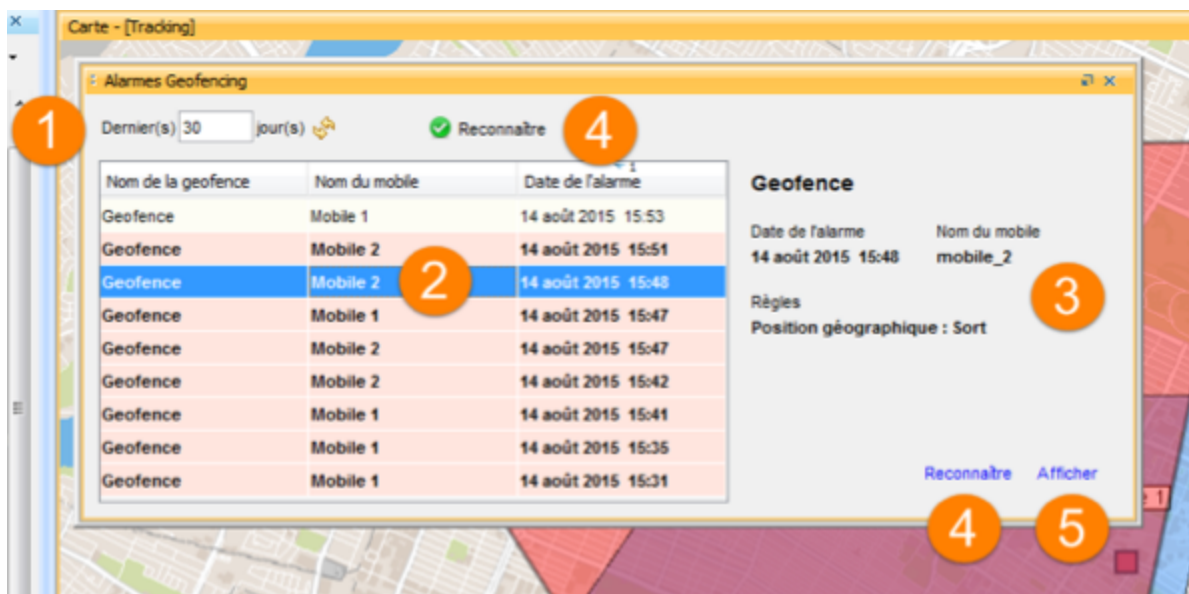 Carte - [Tracking]
Alarmes Geofencing
1 Dernier(s) 30 jour(s) Reconnaître 4
Nom de la geofence Nom du mobile Date de l'alarme 1
Geofence Mobile 1 14 août 2015 15:53
Geofence Mobile 2 14 août 2015 15:51
Geofence Mobile 2 2 14 août 2015 15:48
Geofence Mobile 1 14 août 2015 15:47
Geofence Mobile 2 14 août 2015 15:47
Geofence Mobile 2 14 août 2015 15:42
Geofence Mobile 1 14 août 2015 15:41
Geofence Mobile 1 14 août 2015 15:35
Geofence Mobile 1 14 août 2015 15:31
Geofence
Date de l'alarme Nom du mobile
14 août 2015 15:48 mobile_2
3
Règles
Position géographique : Sort
Reconnaître Afficher
4 5
1